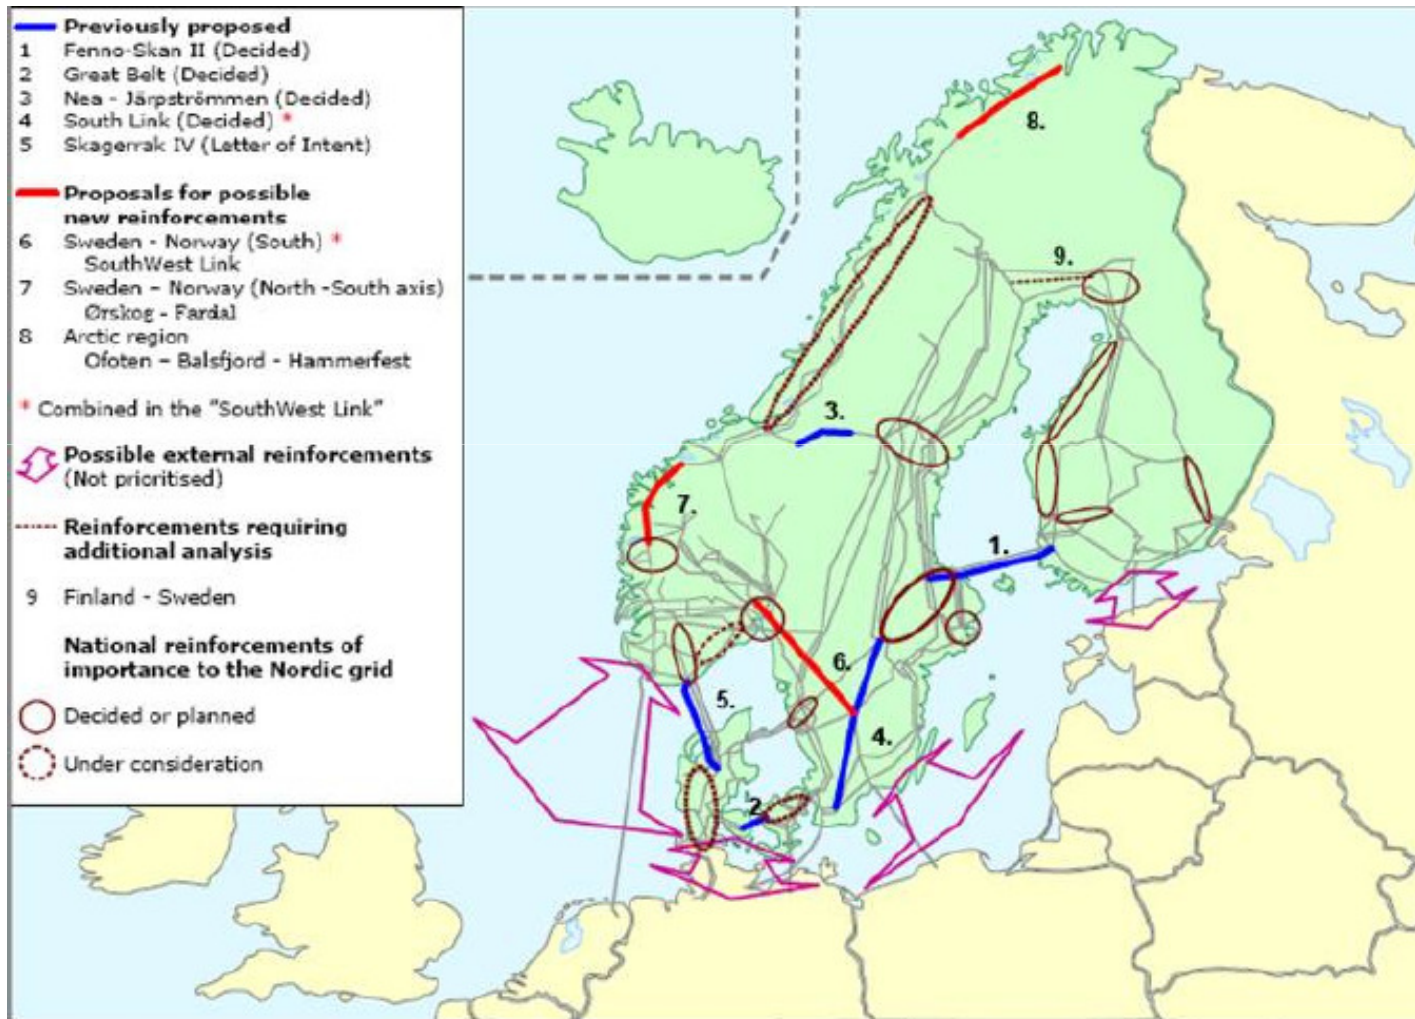 Previously proposed
1 Fenno-Skan II (Decided)
2 Great Belt (Decided)
3 Nea - Järpströmmen (Decided)
4 South Link (Decided) *
5 Skagerrak IV (Letter of Intent)
Proposals for possible
new reinforcements
6 Sweden - Norway (South) *
SouthWest Link
7 Sweden – Norway (North -South axis)
Ørskog - Fardal
8 Arctic region
Ofoten – Balsfjord - Hammerfest
* Combined in the "SouthWest Link"
Possible external reinforcements
(Not prioritised)
Reinforcements requiring
additional analysis
9 Finland - Sweden
National reinforcements of
importance to the Nordic grid
Decided or planned
Under consideration
8.
9.
3.
7.
1.
6.
5.
4.
2